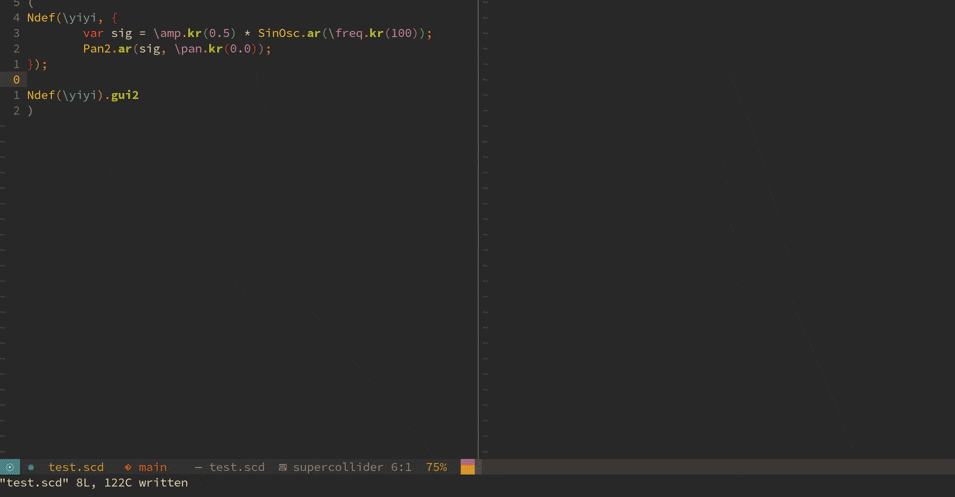 5 (
4 Ndef(\yiyi, {
3 var sig = \amp.kr(0.5) * SinOsc.ar(\freq.kr(100));
2 Pan2.ar(sig, \pan.kr(0.0));
1 });
0
1 Ndef(\yiyi).gui2
2 )
test.scd main — test.scd supercollider 6:1 75%
"test.scd" 8L, 122C written